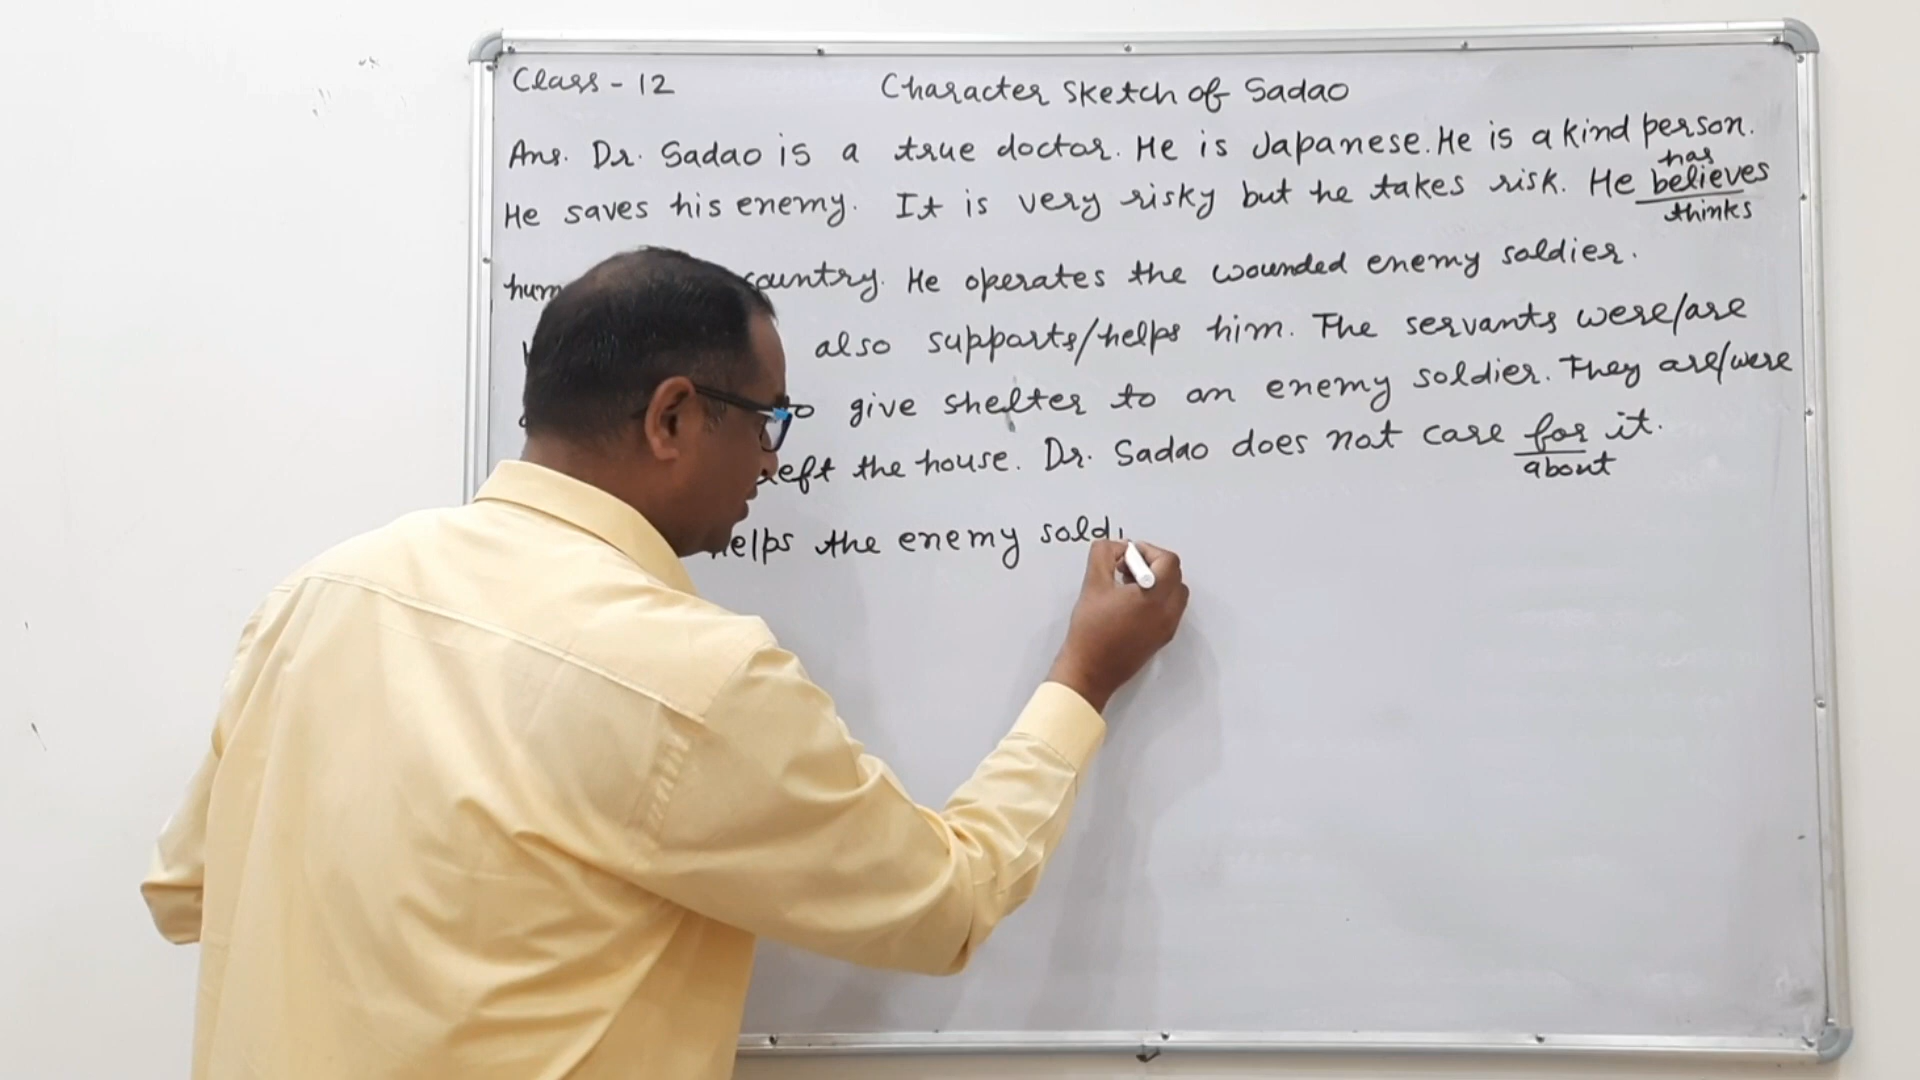 Class - 12 Character Sketch of Sadao
Ans. Dr. Sadao is a true doctor. He is Japanese. He is a kind person.
has
He saves his enemy. It is very risky but he takes risk. He believes
thinks
country. He operates the wounded enemy soldier.
also supports/helps him. The servants were/are
give shelter to an enemy soldier. They are/were
left the house. Dr. Sadao does not care for it.
about
helps the enemy